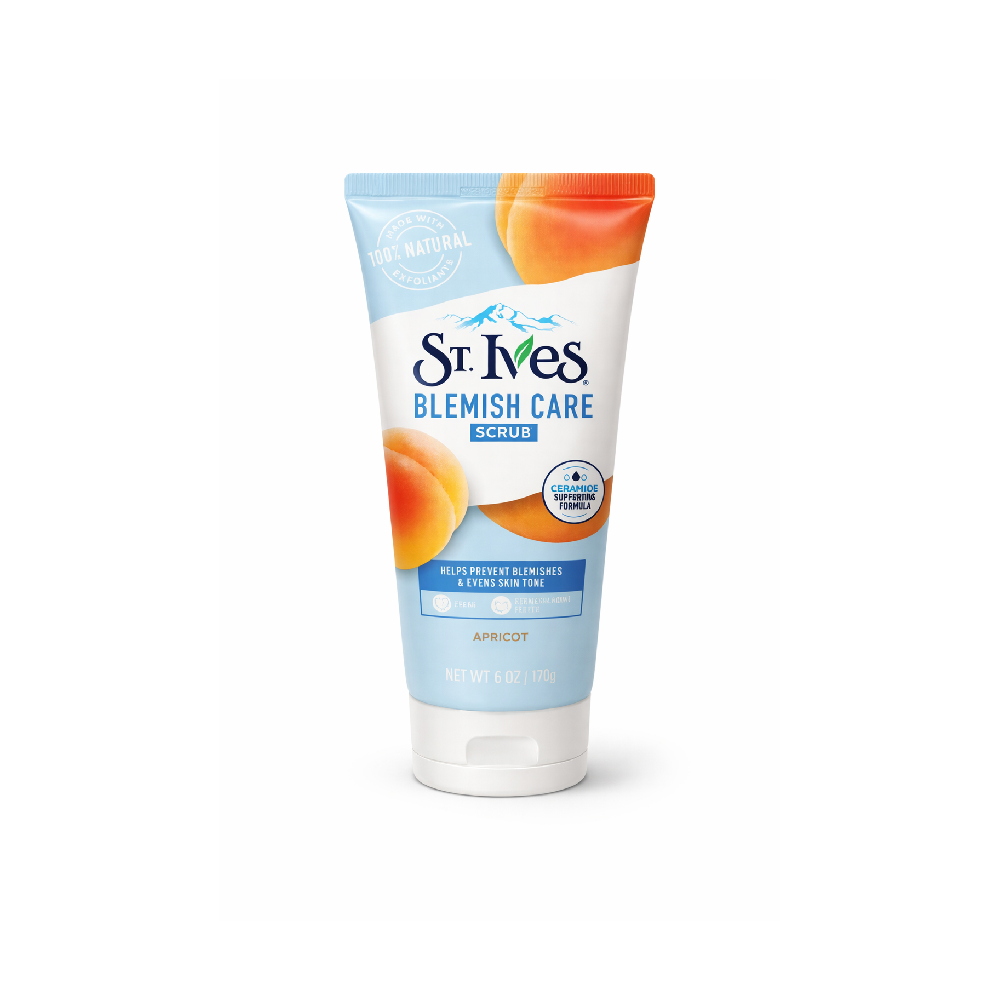 MADE WITH
100% NATURAL
EXFOLIANTS
ST. IVES®
BLEMISH CARE
SCRUB
CERAMIDE
FORMULA
HELPS PREVENT BLEMISHES
& EVENS SKIN TONE
APRICOT
NET WT 6 OZ / 170g